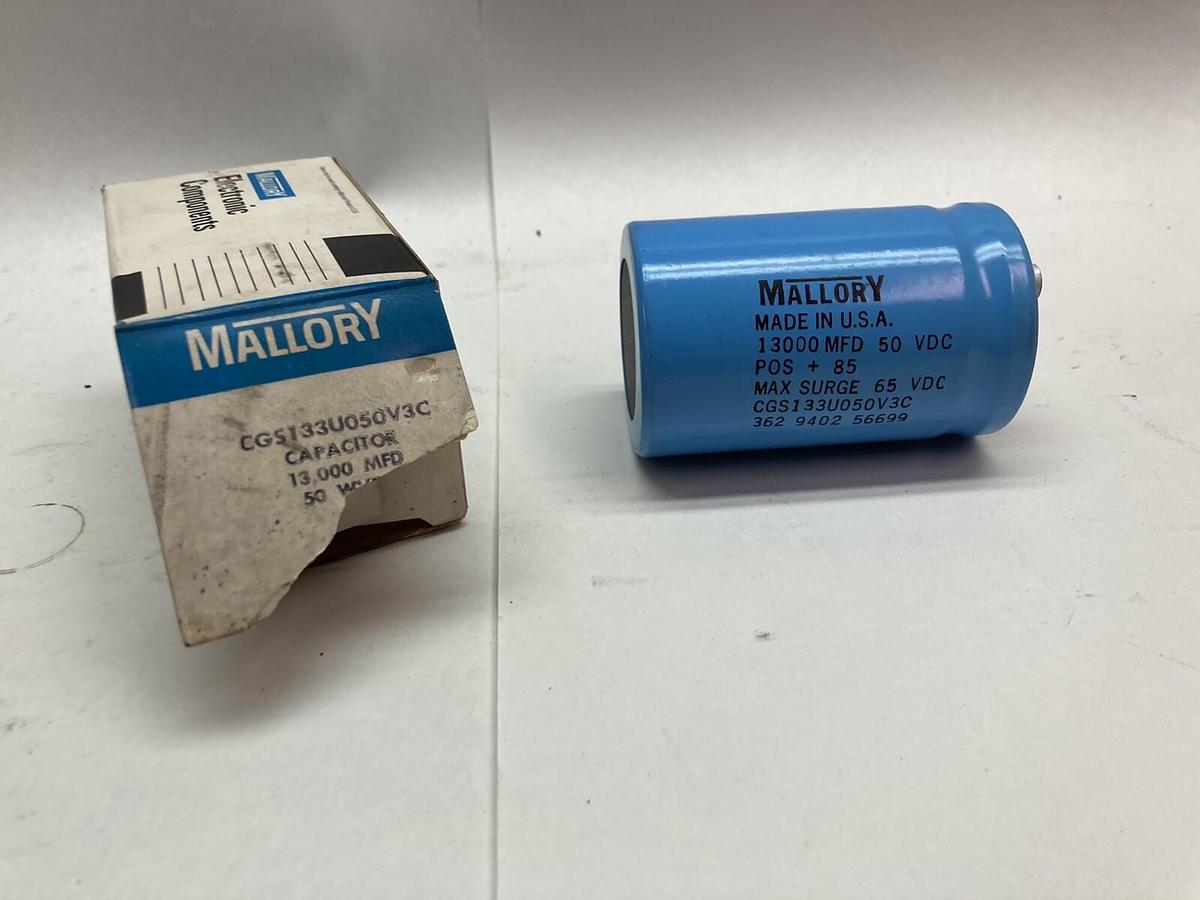 MALLORY
Electronic
Components
MALLORY
CGS133U050V3C
CAPACITOR
13,000 MFD
50
MALLORY
MADE IN U.S.A.
13000 MFD 50 VDC
POS + 85
MAX SURGE 65 VDC
CGS133U050V3C
362 9402 56699